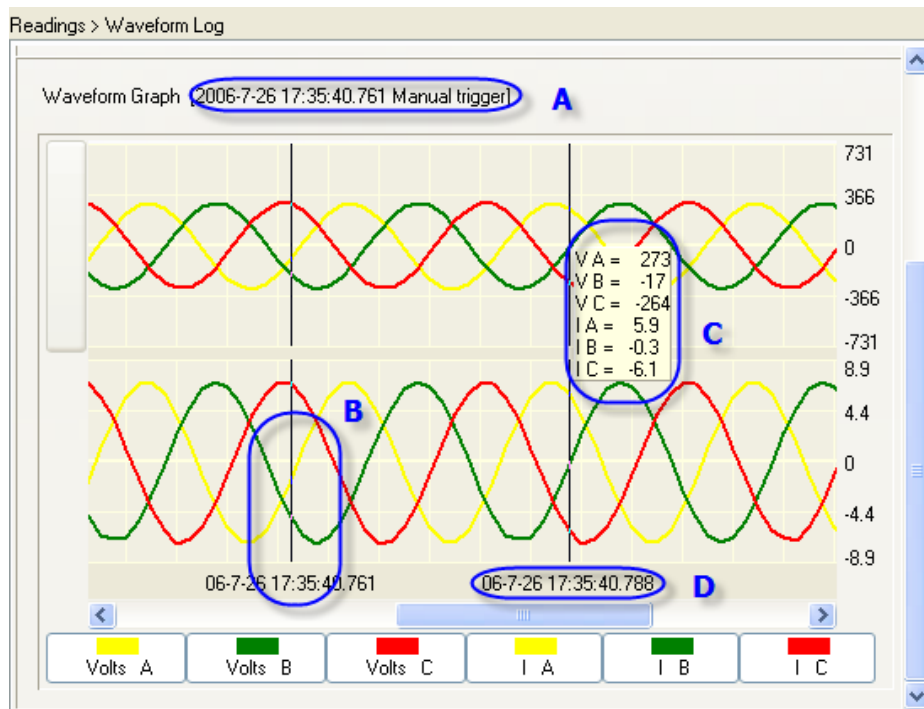 Readings > Waveform Log
Waveform Graph [2006-7-26 17:35:40.761 Manual trigger]
A
731
366
0
-366
-731
V A = 273
V B = -17
V C = -264
I A = 5.9
I B = -0.3
I C = -6.1
C
8.9
4.4
0
-4.4
-8.9
B
06-7-26 17:35:40.761
06-7-26 17:35:40.788
D
Volts A
Volts B
Volts C
I A
I B
I C